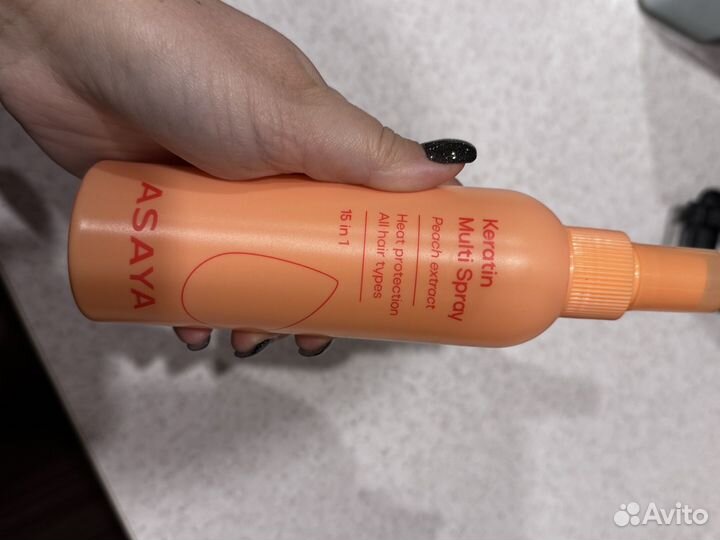 Keratin
Multi Spray
Peach extract
Heat protection
All hair types
15 in 1
ASAYA
Avito